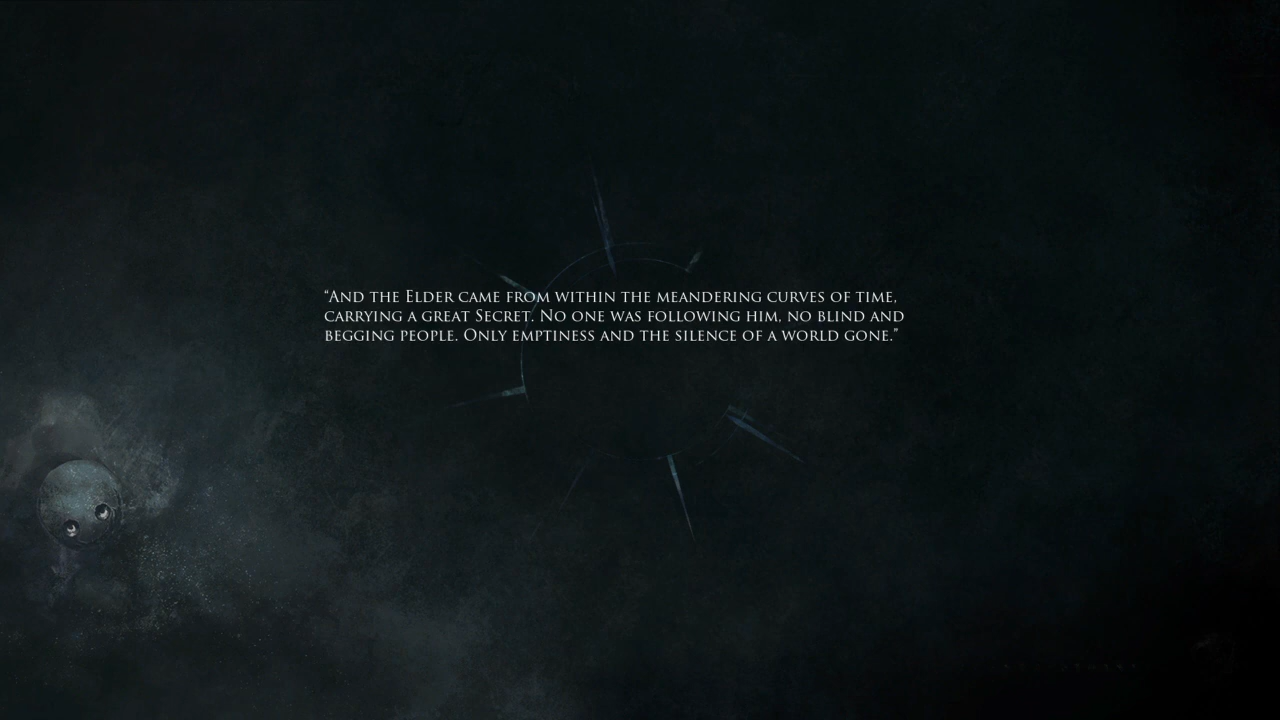 “And the Elder came from within the meandering curves of time,
carrying a great Secret. No one was following him, no blind and
begging people. Only emptiness and the silence of a world gone.”